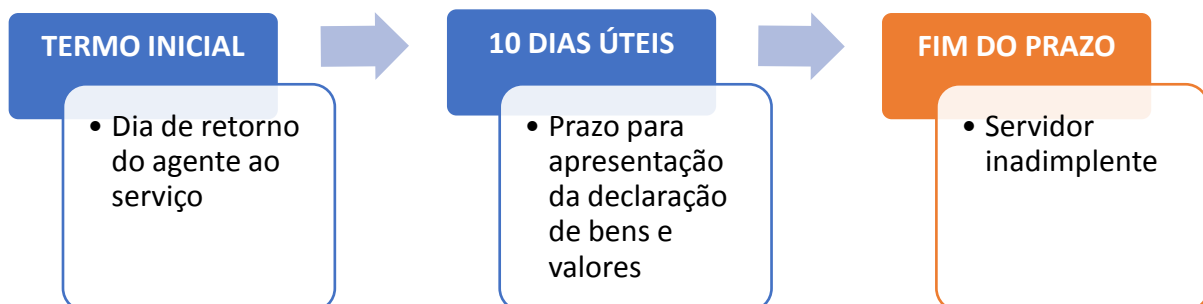 TERMO INICIAL
• Dia de retorno
do agente ao
serviço
10 DIAS ÚTEIS
• Prazo para
apresentação
da declaração
de bens e
valores
FIM DO PRAZO
• Servidor
inadimplente